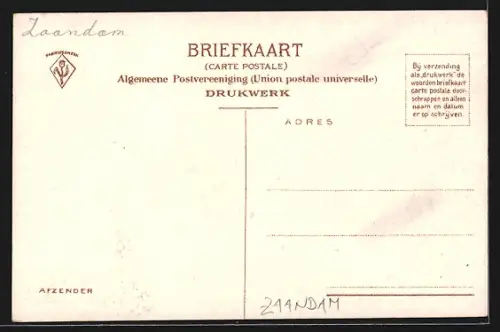 Zaandam
BRIEFKAART
(CARTE POSTALE)
Algemeene Postvereeniging (Union postale universelle)
DRUKWERK
Bij verzending
als „drukwerk" de
woorden briefkaart
carte postale door-
schrappen en alleen
naam en datum
er op schrijven.
ADRES
AFZENDER
ZAANDAM